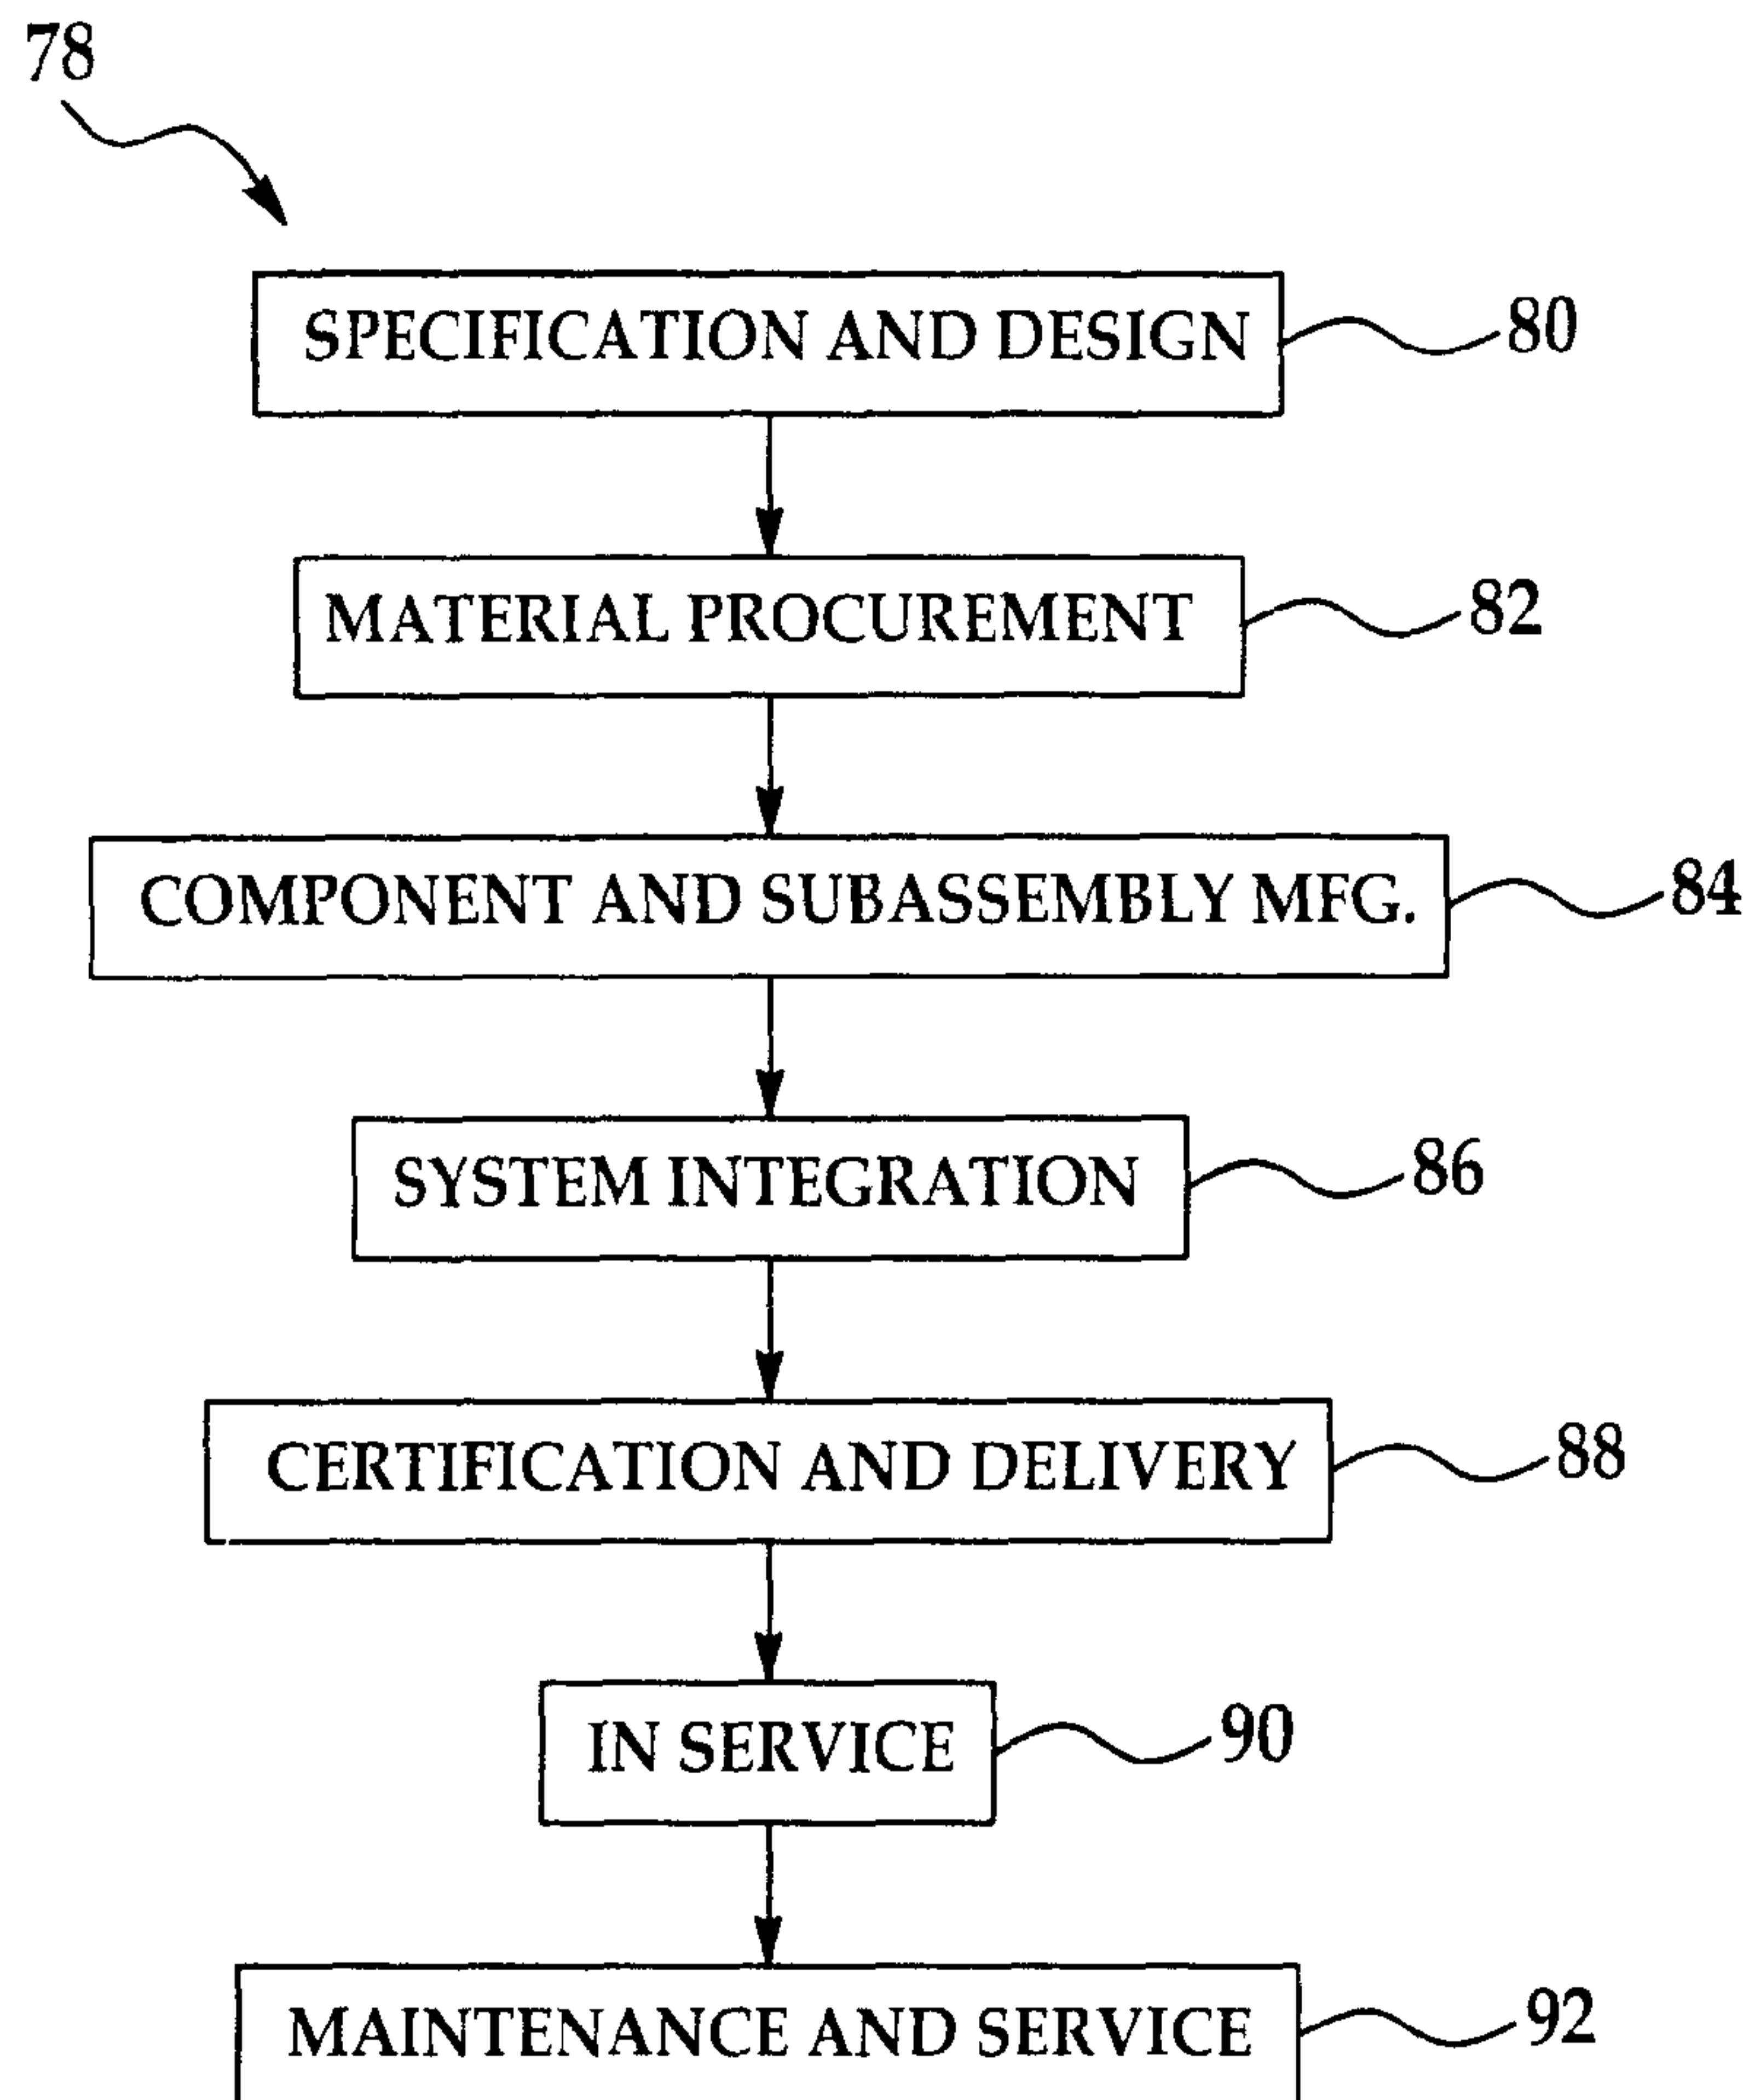 78
SPECIFICATION AND DESIGN
80
MATERIAL PROCUREMENT
82
COMPONENT AND SUBASSEMBLY MFG.
84
SYSTEM INTEGRATION
86
CERTIFICATION AND DELIVERY
88
IN SERVICE
90
MAINTENANCE AND SERVICE
92